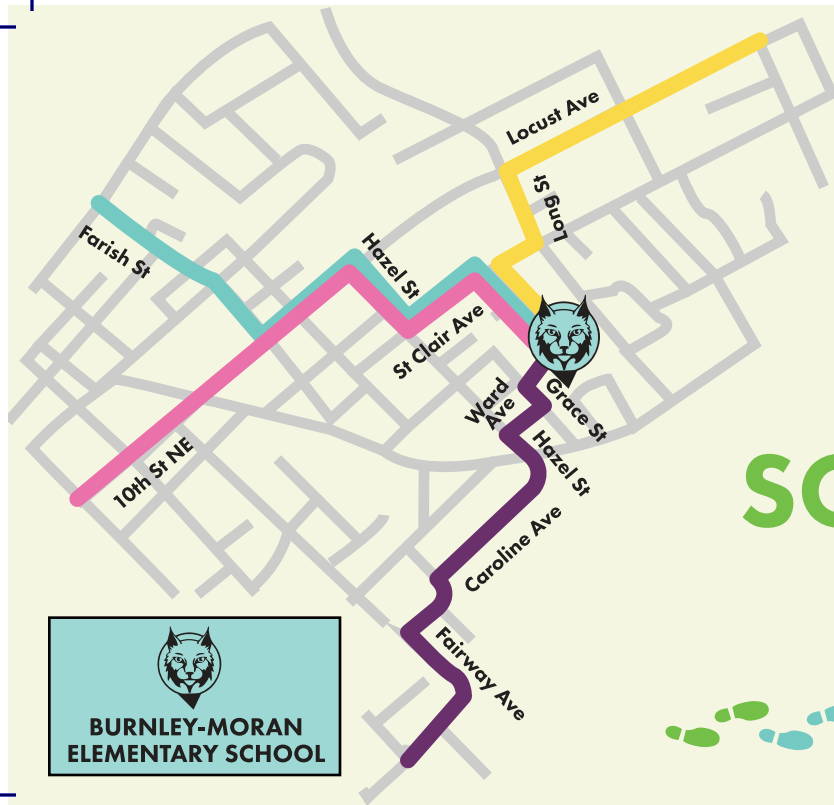 Locust Ave
Long St
Farish St
Hazel St
St Clair Ave
Ward
Ave
Grace St
10th St NE
Hazel St
Caroline Ave
SC
Fairway Ave
BURNLEY-MORAN
ELEMENTARY SCHOOL